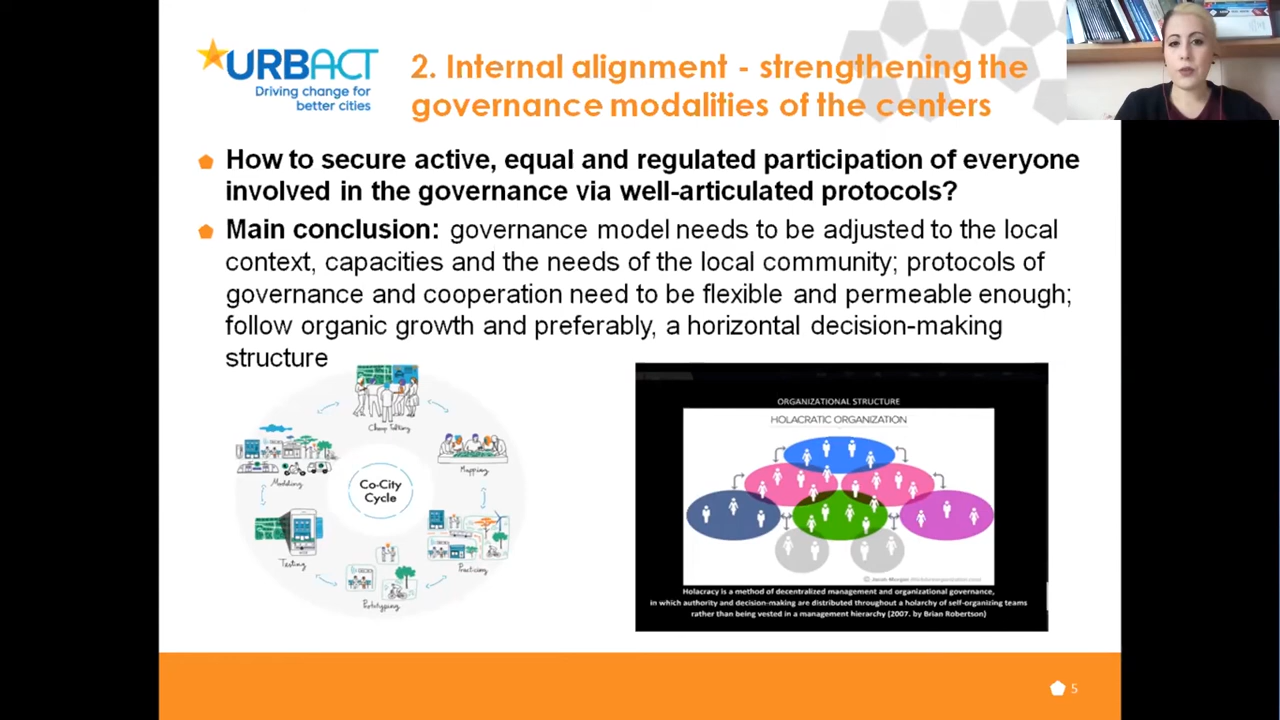 URBACT
Driving change for
better cities
2. Internal alignment - strengthening the
governance modalities of the centers
How to secure active, equal and regulated participation of everyone
involved in the governance via well-articulated protocols?
Main conclusion: governance model needs to be adjusted to the local
context, capacities and the needs of the local community; protocols of
governance and cooperation need to be flexible and permeable enough;
follow organic growth and preferably, a horizontal decision-making
structure
Co-City
Cycle
Cheap Talking
Mapping
Practicing
Prototyping
Testing
Modeling
ORGANIZATIONAL STRUCTURE
HOLACRATIC ORGANIZATION
© Jacob Morgan
Holacracy is a method of decentralized management and organizational governance,
in which authority and decision-making are distributed throughout a holarchy of self-organizing teams
rather than being vested in a management hierarchy (2007. by Brian Robertson)
5